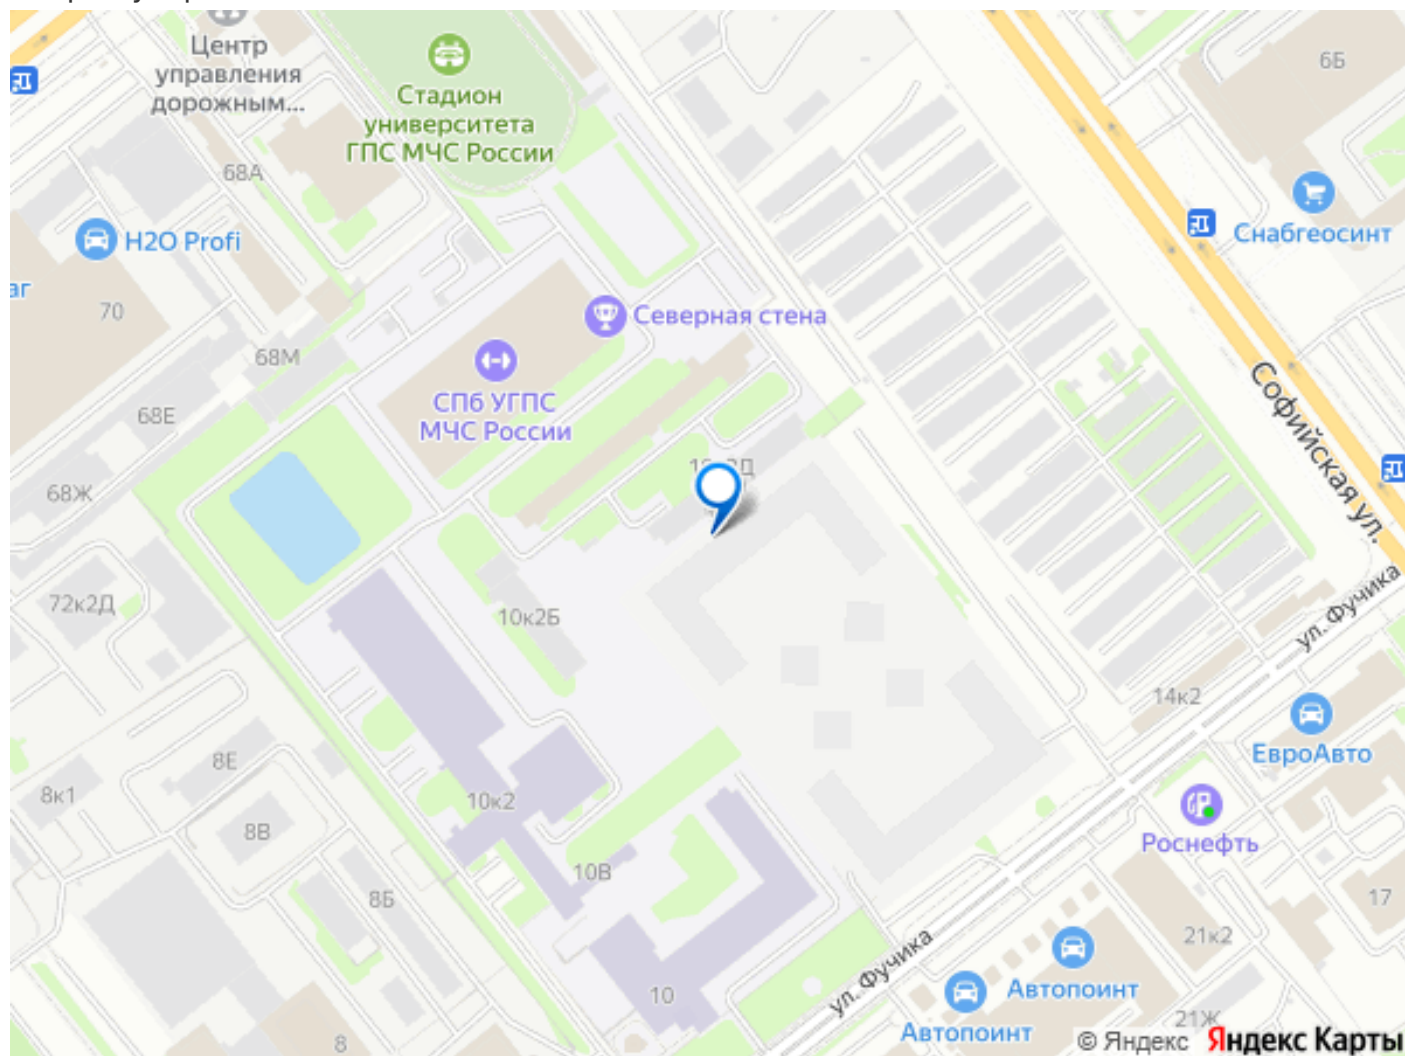 Центр
управления
дорожным...
Стадион
университета
ГПС МЧС России
6Б
68А
Снабгеосинт
H2O Profi
аг
70
Северная стена
68М
СПб УГПС
МЧС России
68Е
Софийская ул.
68Ж
72к2Д
10к2Б
ул. Фучика
14к2
ЕвроАвто
8Е
8к1
10к2
8В
Роснефть
10В
8Б
17
21к2
ул. Фучика
Автопоинт
10
21Ж
Автопоинт
8
© Яндекс Яндекс Карты